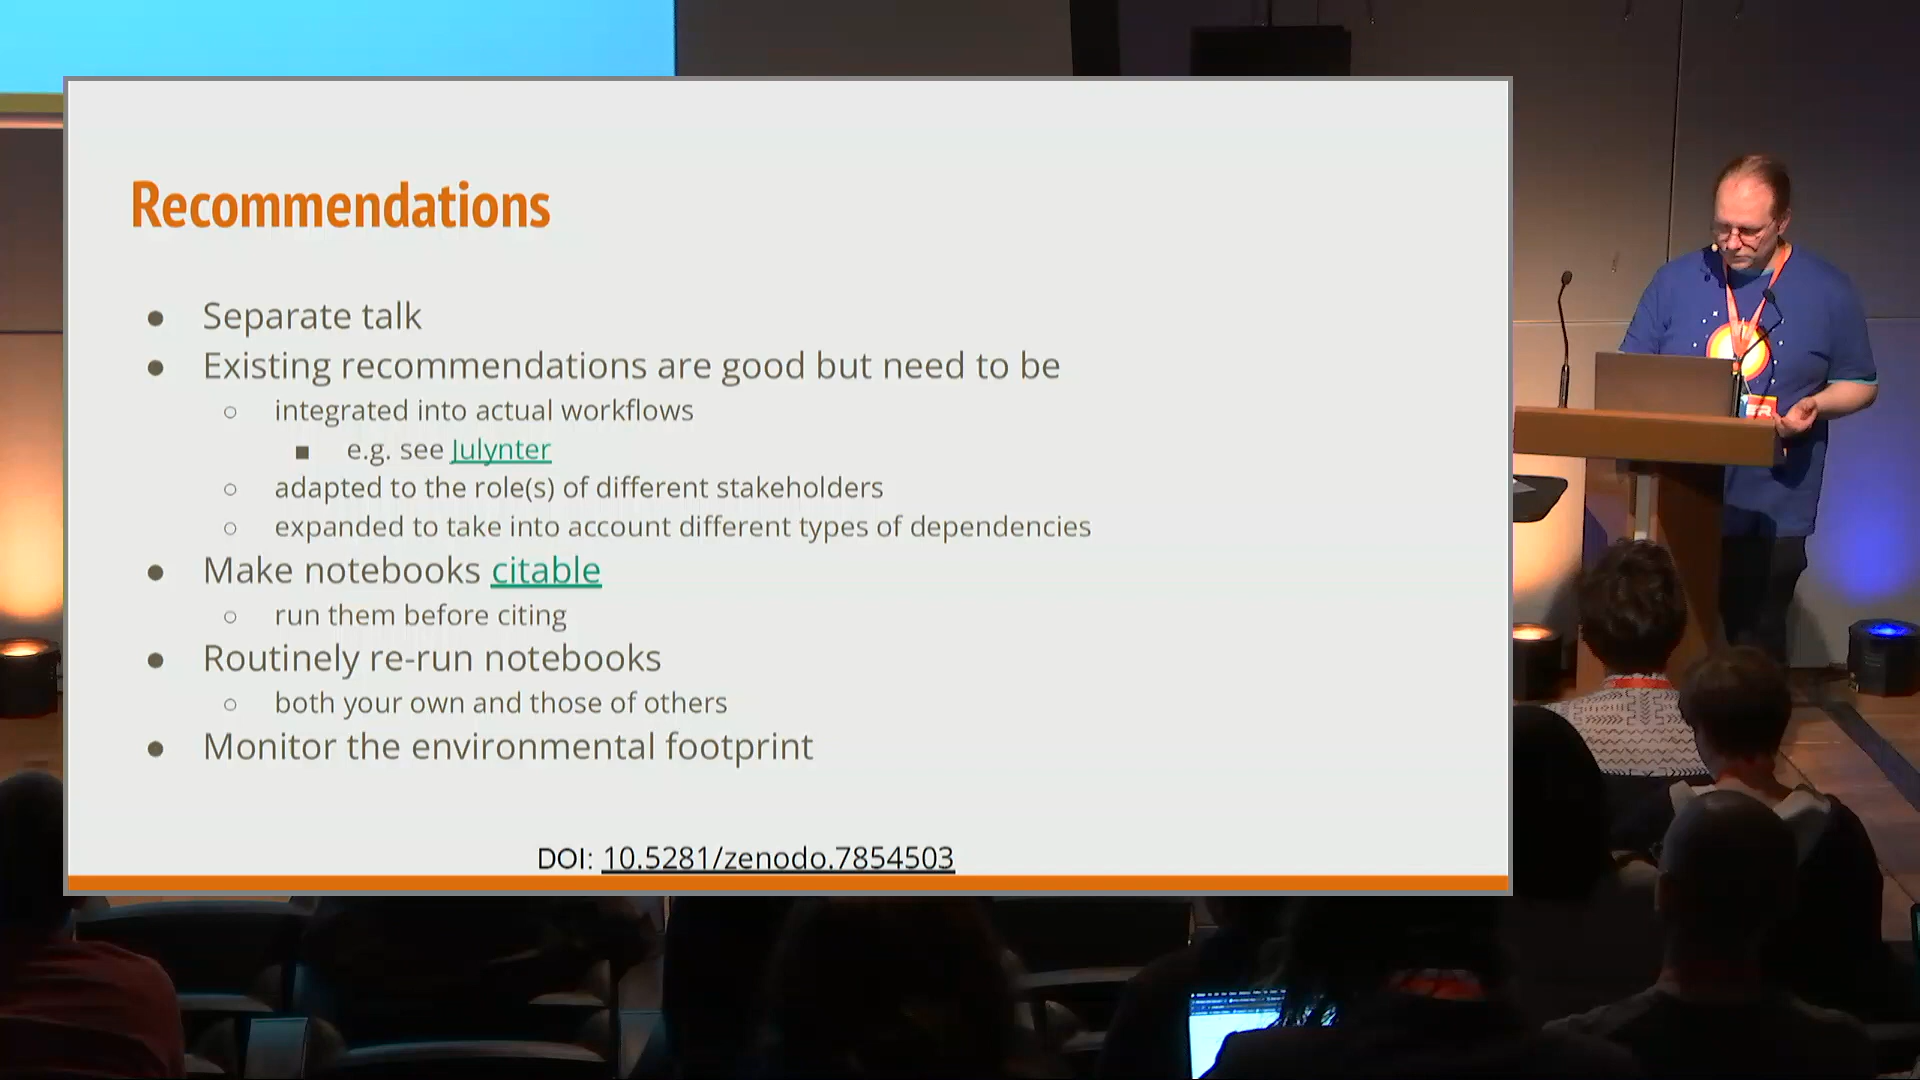 Recommendations
● Separate talk
● Existing recommendations are good but need to be
○ integrated into actual workflows
■ e.g. see Julynter
○ adapted to the role(s) of different stakeholders
○ expanded to take into account different types of dependencies
● Make notebooks citable
○ run them before citing
● Routinely re-run notebooks
○ both your own and those of others
● Monitor the environmental footprint
DOI: 10.5281/zenodo.7854503